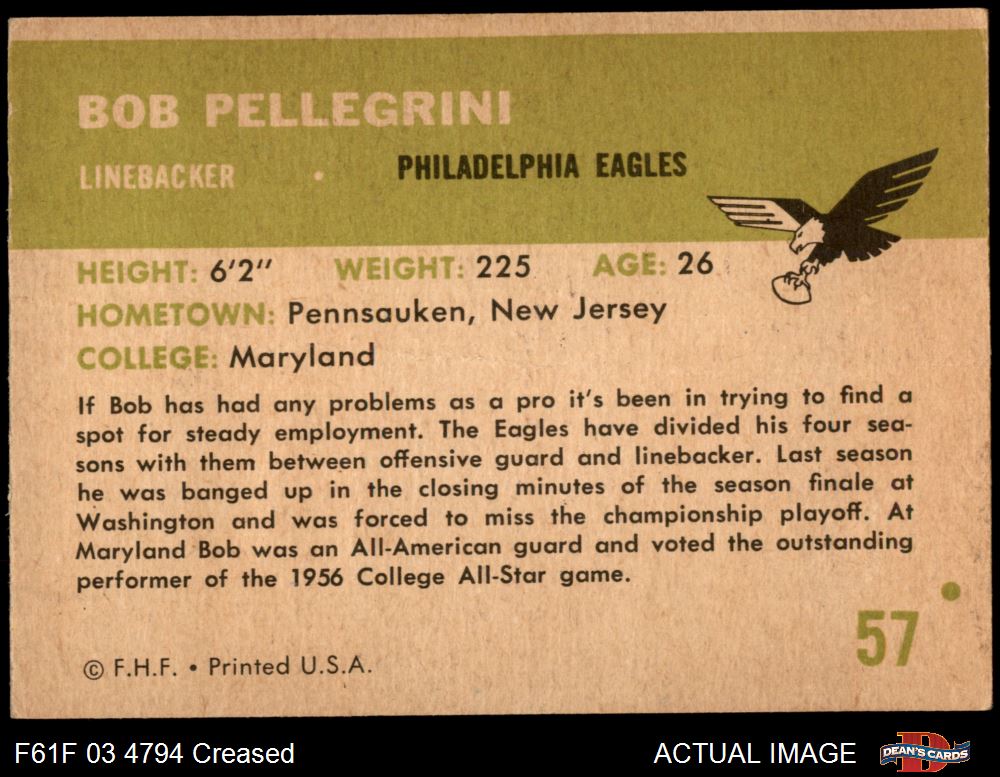 BOB PELLEGRINI
LINEBACKER • PHILADELPHIA EAGLES
HEIGHT: 6'2" WEIGHT: 225 AGE: 26
HOMETOWN: Pennsauken, New Jersey
COLLEGE: Maryland
If Bob has had any problems as a pro it's been in trying to find a
spot for steady employment. The Eagles have divided his four sea-
sons with them between offensive guard and linebacker. Last season
he was banged up in the closing minutes of the season finale at
Washington and was forced to miss the championship playoff. At
Maryland Bob was an All-American guard and voted the outstanding
performer of the 1956 College All-Star game.
57
© F.H.F. • Printed U.S.A.
F61F 03 4794 Creased ACTUAL IMAGE DEAN'S CARDS